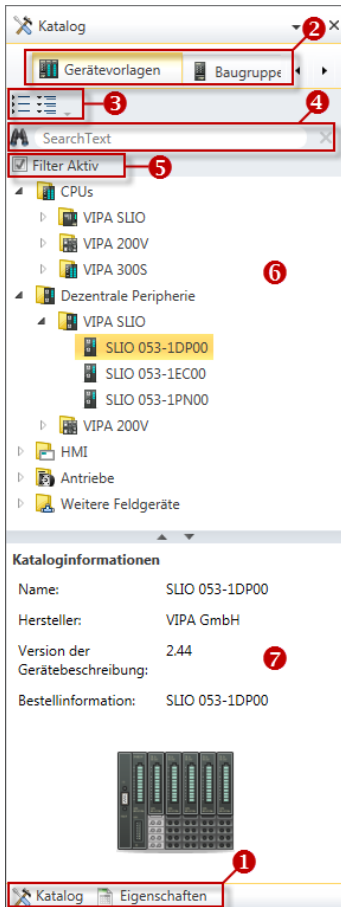 Katalog
2
Gerätevorlagen Baugruppe
3
4
SearchText
Filter Aktiv
5
CPUs
VIPA SLIO
VIPA 200V
VIPA 300S
6
Dezentrale Peripherie
VIPA SLIO
SLIO 053-1DP00
SLIO 053-1EC00
SLIO 053-1PN00
VIPA 200V
HMI
Antriebe
Weitere Feldgeräte
Kataloginformationen
Name: SLIO 053-1DP00
Hersteller: VIPA GmbH
Version der 2.44
Gerätebeschreibung:
7
Bestellinformation: SLIO 053-1DP00
1
Katalog Eigenschaften